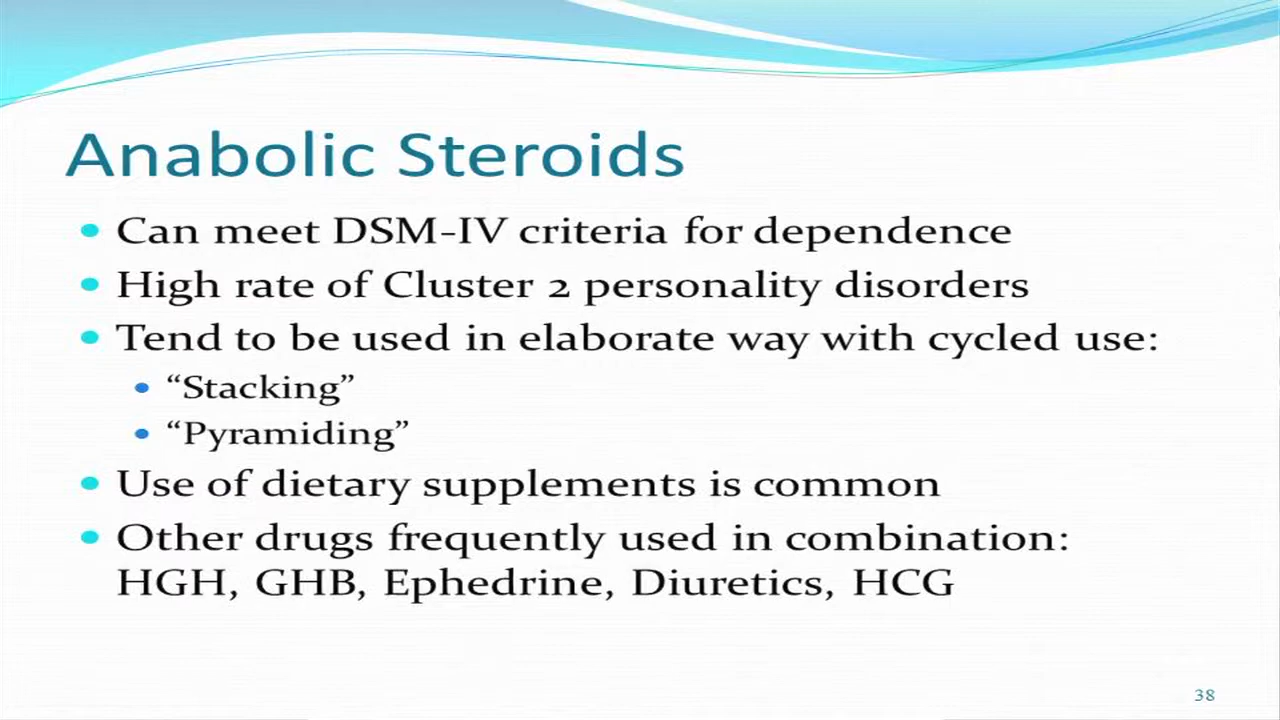 Anabolic Steroids
• Can meet DSM-IV criteria for dependence
• High rate of Cluster 2 personality disorders
• Tend to be used in elaborate way with cycled use:
• “Stacking”
• “Pyramiding”
• Use of dietary supplements is common
• Other drugs frequently used in combination:
HGH, GHB, Ephedrine, Diuretics, HCG
38